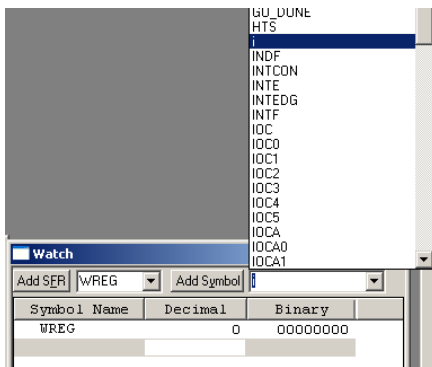 GO_DONE
HTS
i
INDF
INTCON
INTE
INTEDG
INTF
IOC
IOC0
IOC1
IOC2
IOC3
IOC4
IOC5
IOCA
IOCA0
IOCA1
Watch
Add SFR WREG Add Symbol i
Symbol Name Decimal Binary
WREG 0 00000000